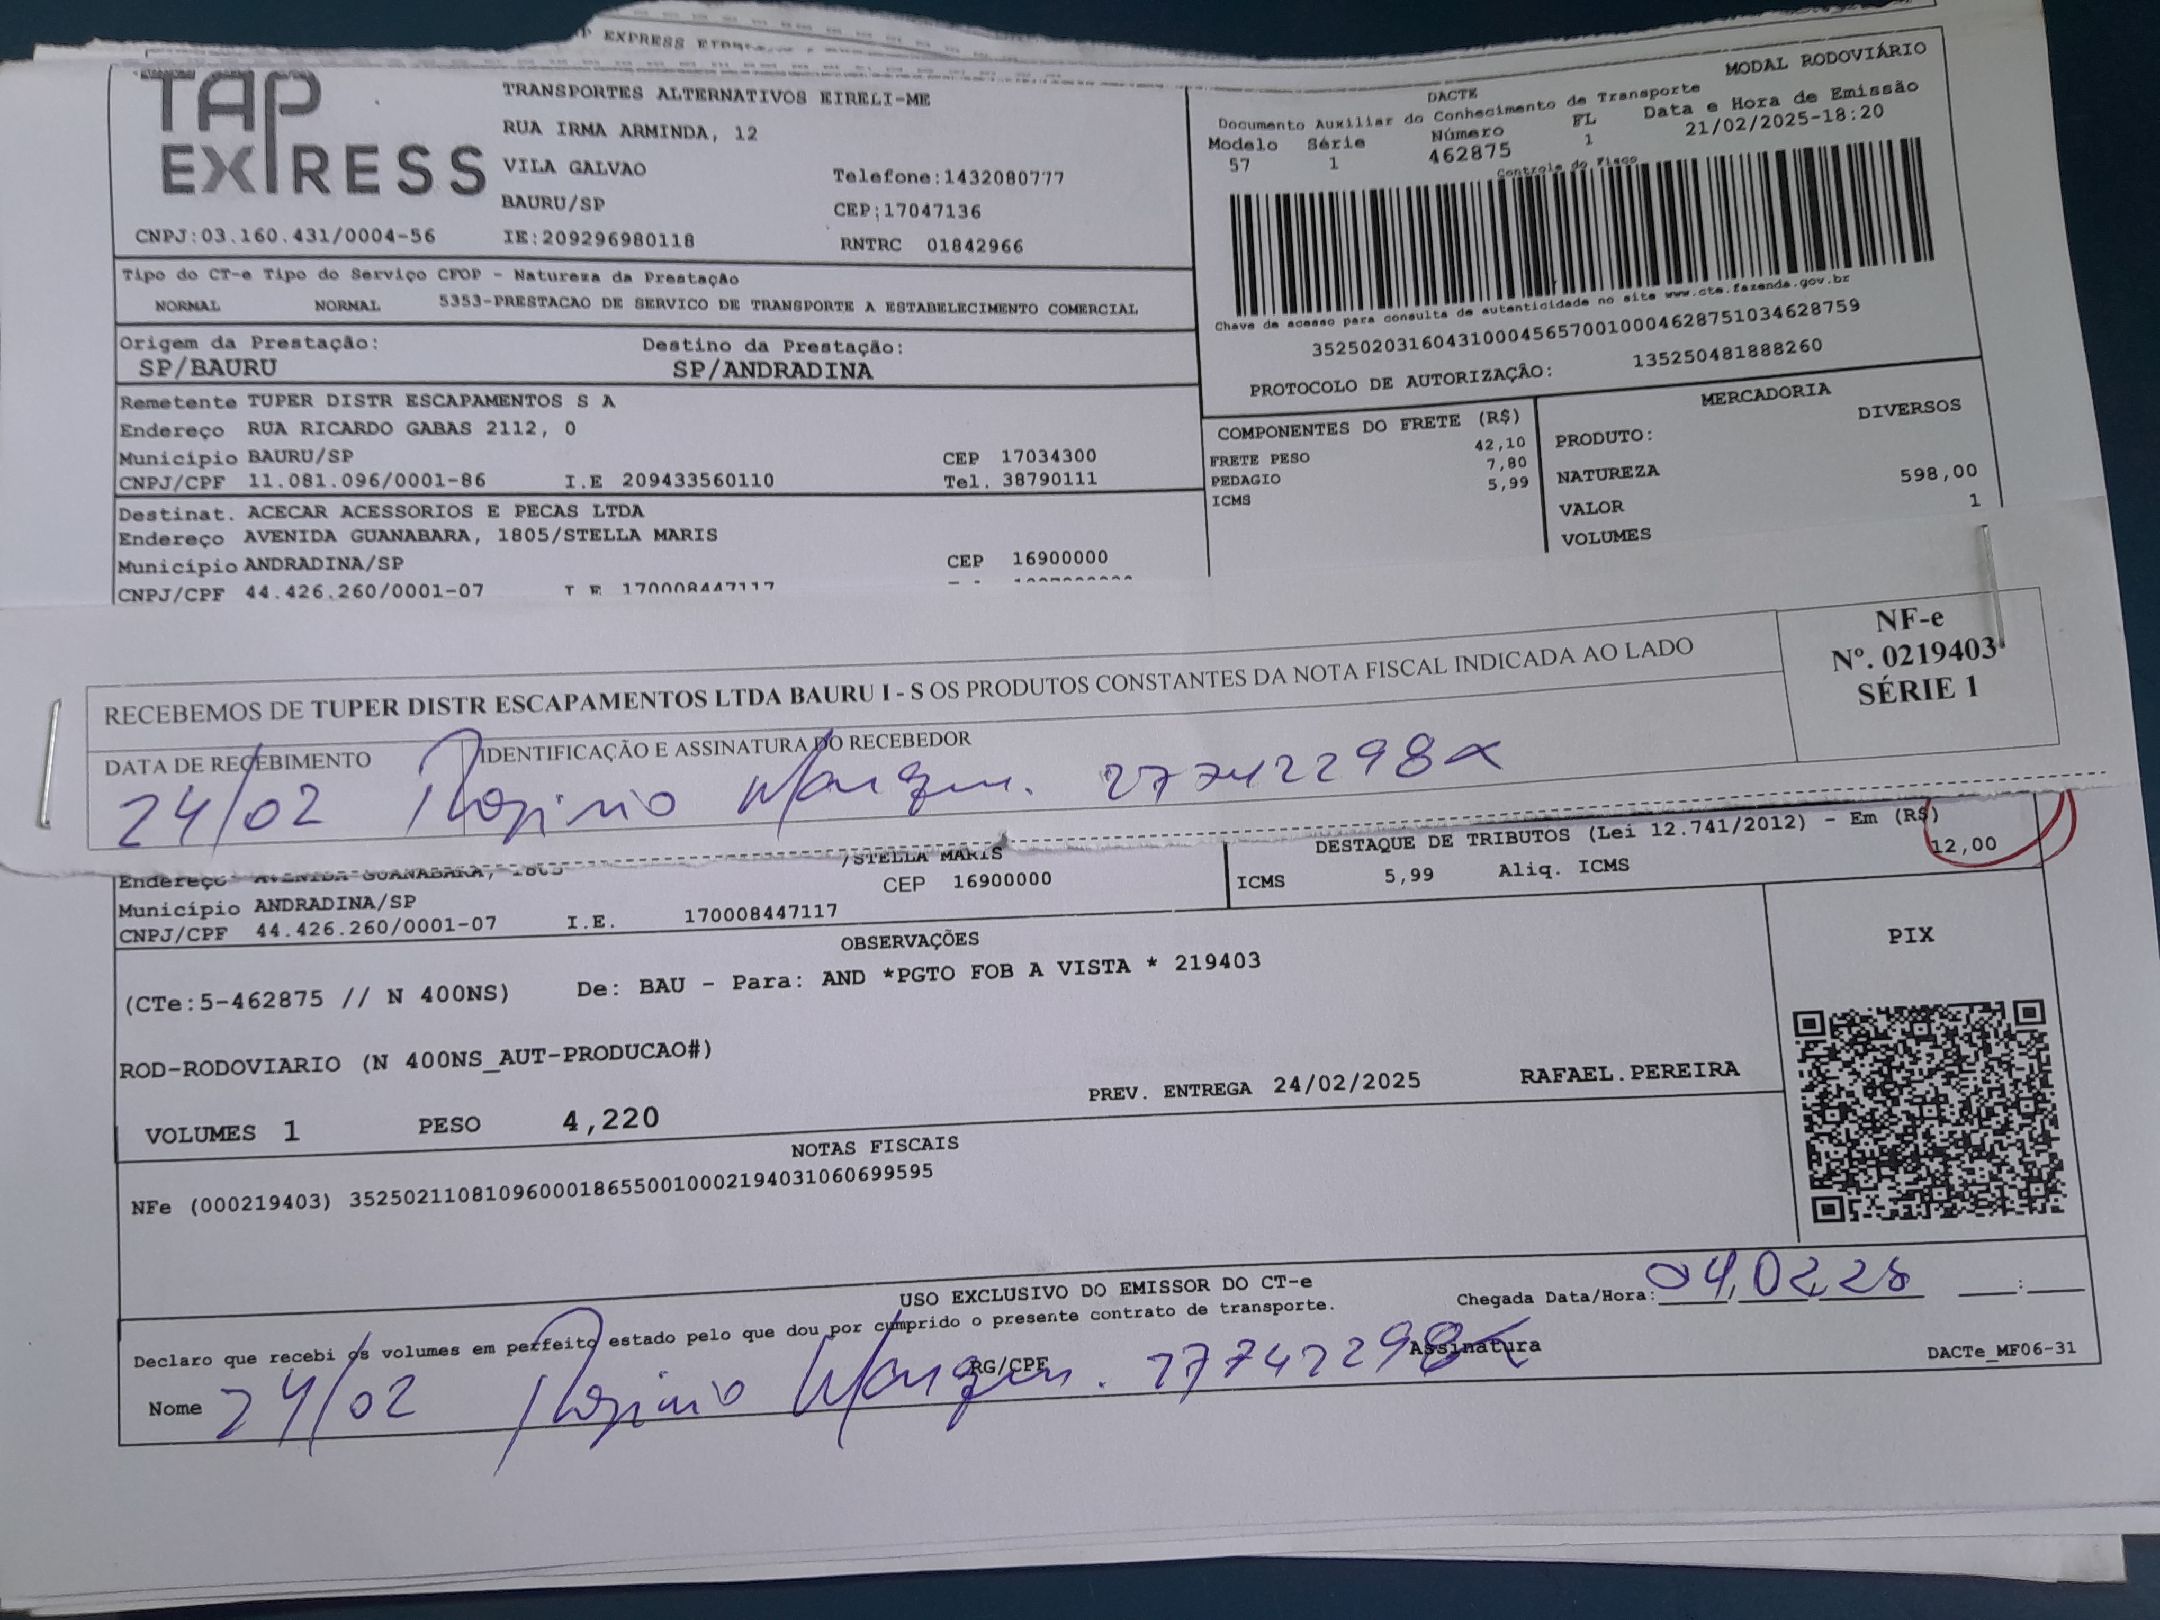 TAP
EXPRESS
TRANSPORTES ALTERNATIVOS EIRELI-ME
RUA IRMA ARMINDA, 12
VILA GALVAO
Telefone:1432080777
BAURU/SP
CEP:17047136
CNPJ:03.160.431/0004-56
IE:209296980118
RNTRC 01842966
MODAL RODOVIÁRIO
DACTE
Documento Auxiliar do Conhecimento de Transporte
Modelo Série Número FL Data e Hora de Emissão
57 1 462875 1 21/02/2025-18:20
Controle do Fisco
Chave de acesso para consulta de autenticidade no site www.cte.fazenda.gov.br
35250203160431000456570010004628751034628759
PROTOCOLO DE AUTORIZAÇÃO: 135250481888260
Tipo do CT-e Tipo do Serviço CFOP - Natureza da Prestação
NORMAL NORMAL 5353-PRESTACAO DE SERVICO DE TRANSPORTE A ESTABELECIMENTO COMERCIAL
Origem da Prestação: Destino da Prestação:
SP/BAURU SP/ANDRADINA
Remetente TUPER DISTR ESCAPAMENTOS S A
Endereço RUA RICARDO GABAS 2112, 0
Município BAURU/SP CEP 17034300
CNPJ/CPF 11.081.096/0001-86 I.E 209433560110 Tel. 38790111
Destinat. ACECAR ACESSORIOS E PECAS LTDA
Endereço AVENIDA GUANABARA, 1805/STELLA MARIS
Município ANDRADINA/SP CEP 16900000
CNPJ/CPF 44.426.260/0001-07 I E 170008447117
COMPONENTES DO FRETE (R$)
FRETE PESO 42,10
PEDAGIO 7,80
ICMS 5,99
MERCADORIA
PRODUTO: DIVERSOS
NATUREZA
VALOR 598,00
VOLUMES 1
RECEBEMOS DE TUPER DISTR ESCAPAMENTOS LTDA BAURU I - S OS PRODUTOS CONSTANTES DA NOTA FISCAL INDICADA AO LADO
NF-e
Nº. 0219403
SÉRIE 1
DATA DE RECEBIMENTO IDENTIFICAÇÃO E ASSINATURA DO RECEBEDOR
24/02 27742298x
Endereço AVENIDA GUANABARA, 1805 /STELLA MARIS
Município ANDRADINA/SP CEP 16900000
CNPJ/CPF 44.426.260/0001-07 I.E. 170008447117
DESTAQUE DE TRIBUTOS (Lei 12.741/2012) - Em (R$)
ICMS 5,99 Aliq. ICMS 12,00
OBSERVAÇÕES
(CTe:5-462875 // N 400NS) De: BAU - Para: AND *PGTO FOB A VISTA * 219403
ROD-RODOVIARIO (N 400NS_AUT-PRODUCAO#)
PREV. ENTREGA 24/02/2025 RAFAEL.PEREIRA
VOLUMES 1 PESO 4,220
PIX
NOTAS FISCAIS
NFe (000219403) 35250211081096000186550010002194031060699595
USO EXCLUSIVO DO EMISSOR DO CT-e
Declaro que recebi os volumes em perfeito estado pelo que dou por cumprido o presente contrato de transporte.
Chegada Data/Hora: :
Nome 24/02 RG/CPF 27742298x Assinatura
DACTe_MF06-31